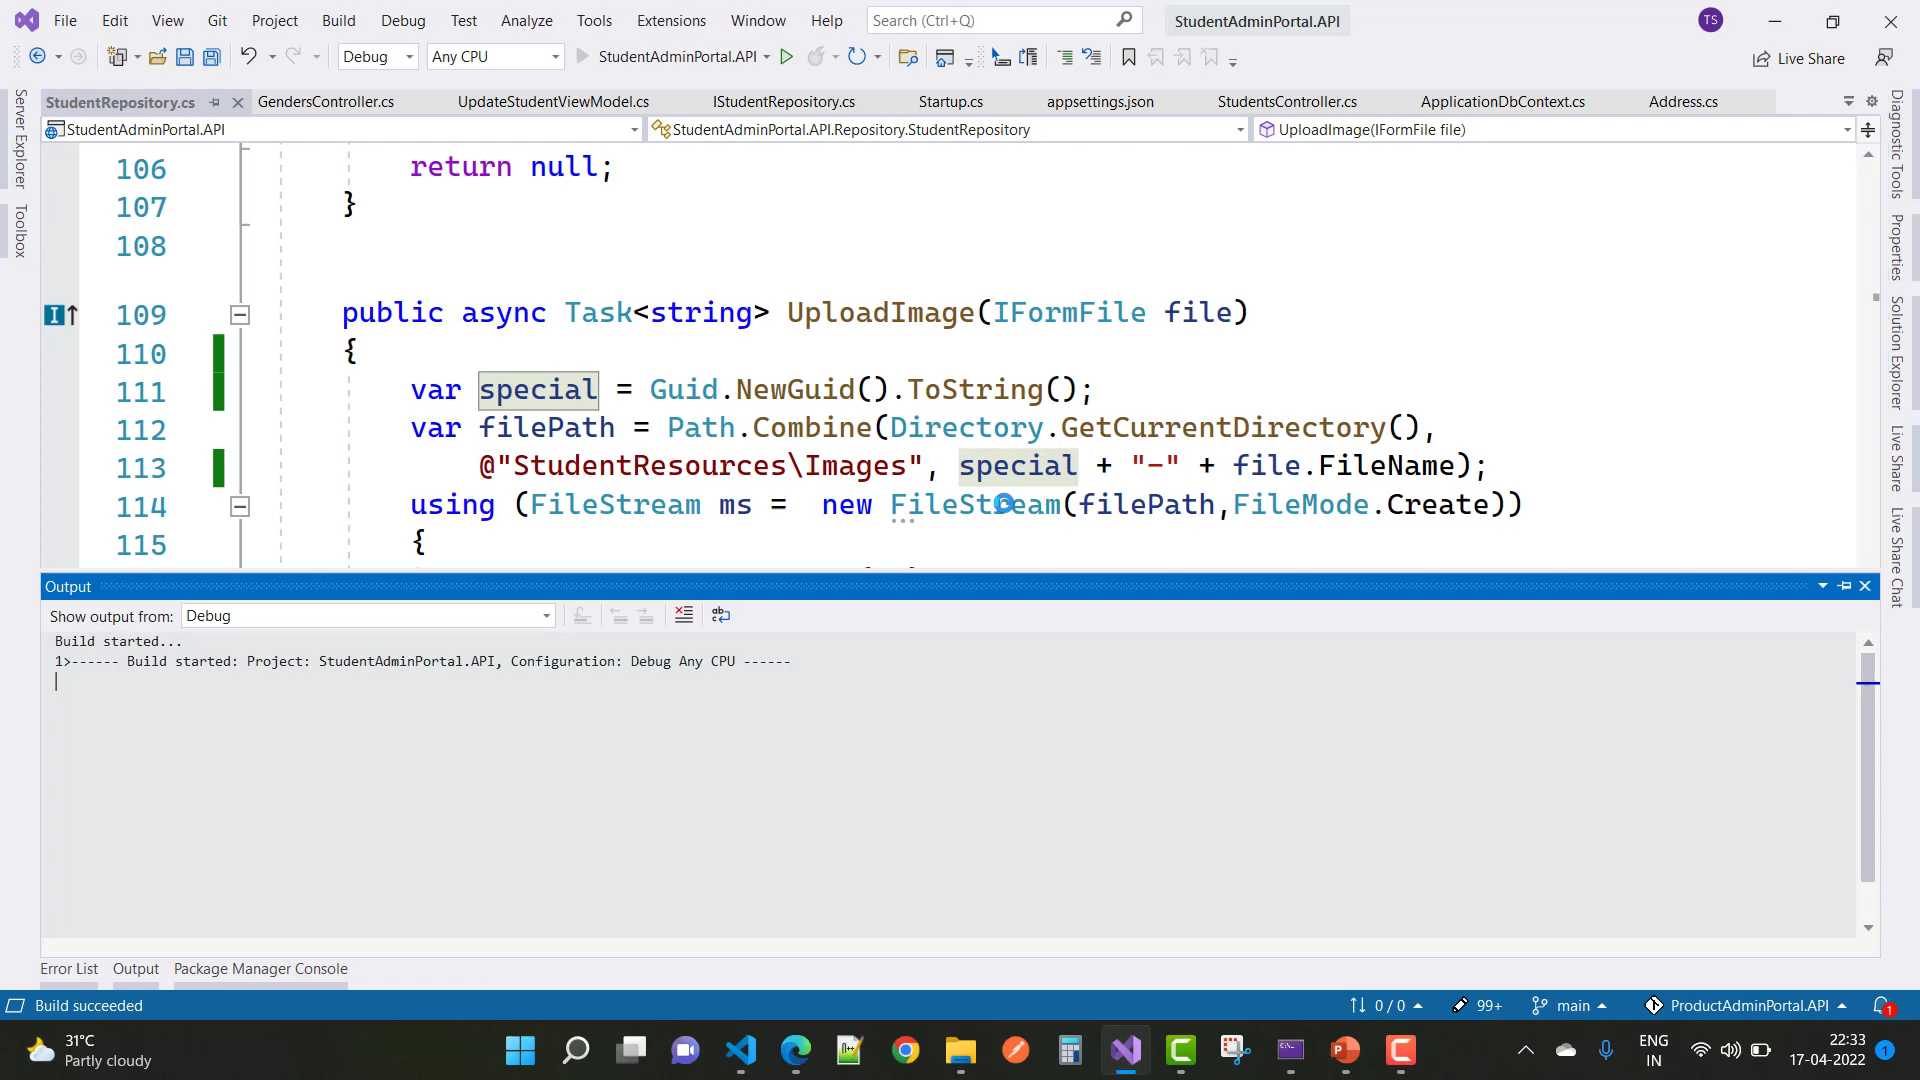 File Edit View Git Project Build Debug Test Analyze Tools Extensions Window Help Search (Ctrl+Q) StudentAdminPortal.API TS
Debug Any CPU StudentAdminPortal.API Live Share
StudentRepository.cs GendersController.cs UpdateStudentViewModel.cs IStudentRepository.cs Startup.cs appsettings.json StudentsController.cs ApplicationDbContext.cs Address.cs
StudentAdminPortal.API StudentAdminPortal.API.Repository.StudentRepository UploadImage(IFormFile file)
Server Explorer
Toolbox
106 return null;
107 }
108
109 public async Task<string> UploadImage(IFormFile file)
110 {
111 var special = Guid.NewGuid().ToString();
112 var filePath = Path.Combine(Directory.GetCurrentDirectory(),
113 @"StudentResources\Images", special + "-" + file.FileName);
114 using (FileStream ms = new FileStream(filePath,FileMode.Create))
115 {
Diagnostic Tools
Properties
Solution Explorer
Live Share
Live Share Chat
Output
Show output from: Debug
Build started...
1>------ Build started: Project: StudentAdminPortal.API, Configuration: Debug Any CPU ------
Error List Output Package Manager Console
Build succeeded 0 / 0 99+ main ProductAdminPortal.API 1
31°C
Partly cloudy
ENG
IN
22:33
17-04-2022
1